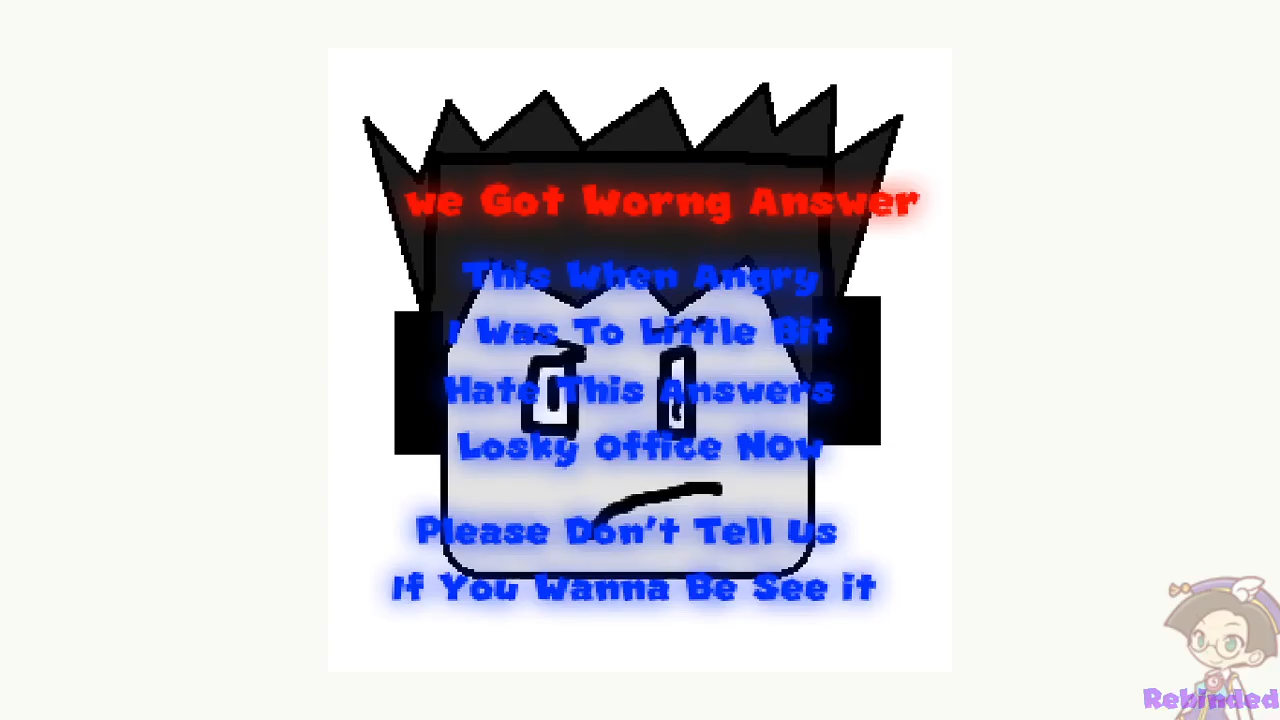 we Got Worng Answer
This When Angry
I Was To Little Bit
Hate This Answers
Losky Office NOw
Please Don't Tell us
If You Wanna Be See it
Rebinded